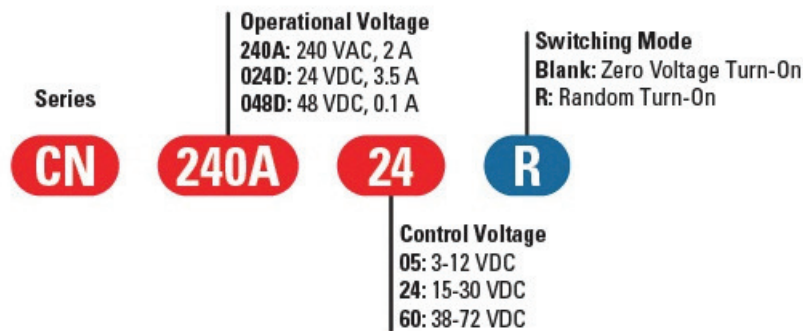 Operational Voltage
240A: 240 VAC, 2 A
024D: 24 VDC, 3.5 A
048D: 48 VDC, 0.1 A
Switching Mode
Blank: Zero Voltage Turn-On
R: Random Turn-On
Series
CN 240A 24 R
Control Voltage
05: 3-12 VDC
24: 15-30 VDC
60: 38-72 VDC